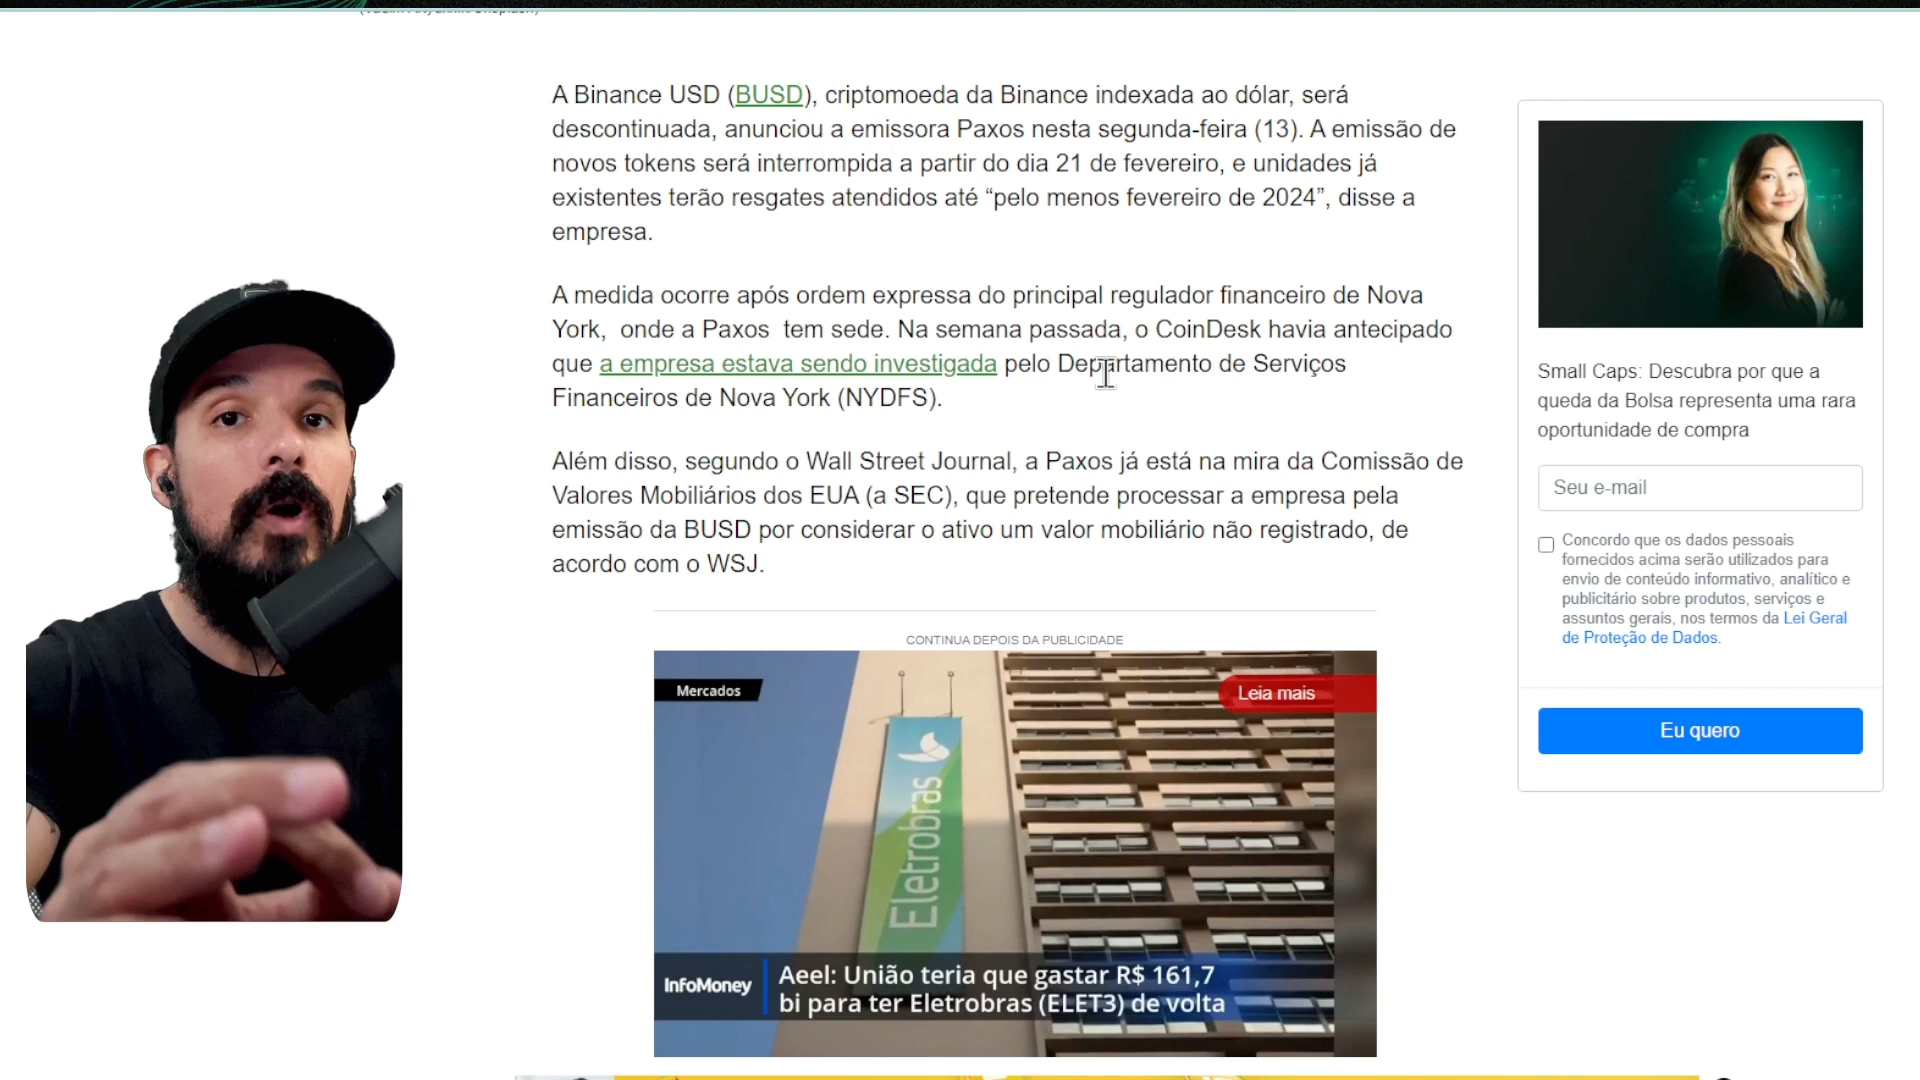 A Binance USD (BUSD), criptomoeda da Binance indexada ao dólar, será
descontinuada, anunciou a emissora Paxos nesta segunda-feira (13). A emissão de
novos tokens será interrompida a partir do dia 21 de fevereiro, e unidades já
existentes terão resgates atendidos até “pelo menos fevereiro de 2024”, disse a
empresa.
A medida ocorre após ordem expressa do principal regulador financeiro de Nova
York, onde a Paxos tem sede. Na semana passada, o CoinDesk havia antecipado
que a empresa estava sendo investigada pelo Departamento de Serviços
Financeiros de Nova York (NYDFS).
Além disso, segundo o Wall Street Journal, a Paxos já está na mira da Comissão de
Valores Mobiliários dos EUA (a SEC), que pretende processar a empresa pela
emissão da BUSD por considerar o ativo um valor mobiliário não registrado, de
acordo com o WSJ.
CONTINUA DEPOIS DA PUBLICIDADE
Mercados
Leia mais
Eletrobras
InfoMoney
Aeel: União teria que gastar R$ 161,7
bi para ter Eletrobras (ELET3) de volta
Small Caps: Descubra por que a
queda da Bolsa representa uma rara
oportunidade de compra
Seu e-mail
Concordo que os dados pessoais
fornecidos acima serão utilizados para
envio de conteúdo informativo, analítico e
publicitário sobre produtos, serviços e
assuntos gerais, nos termos da Lei Geral
de Proteção de Dados.
Eu quero